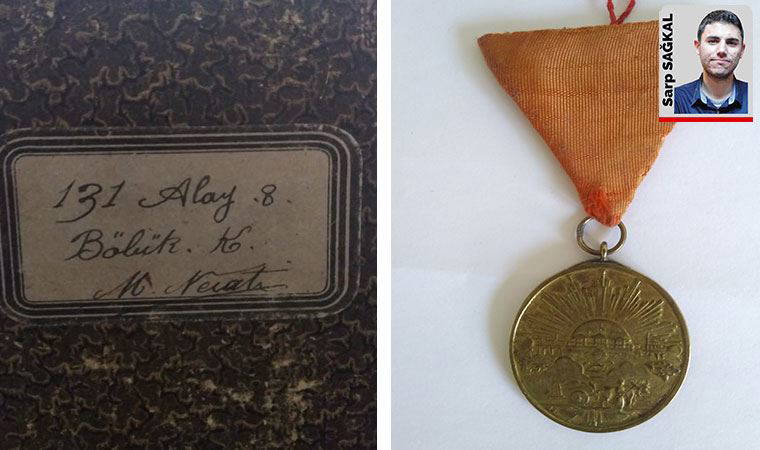 131 Alay .8.
Bölük. K.
M. Necati
Sarp SAĞKAL